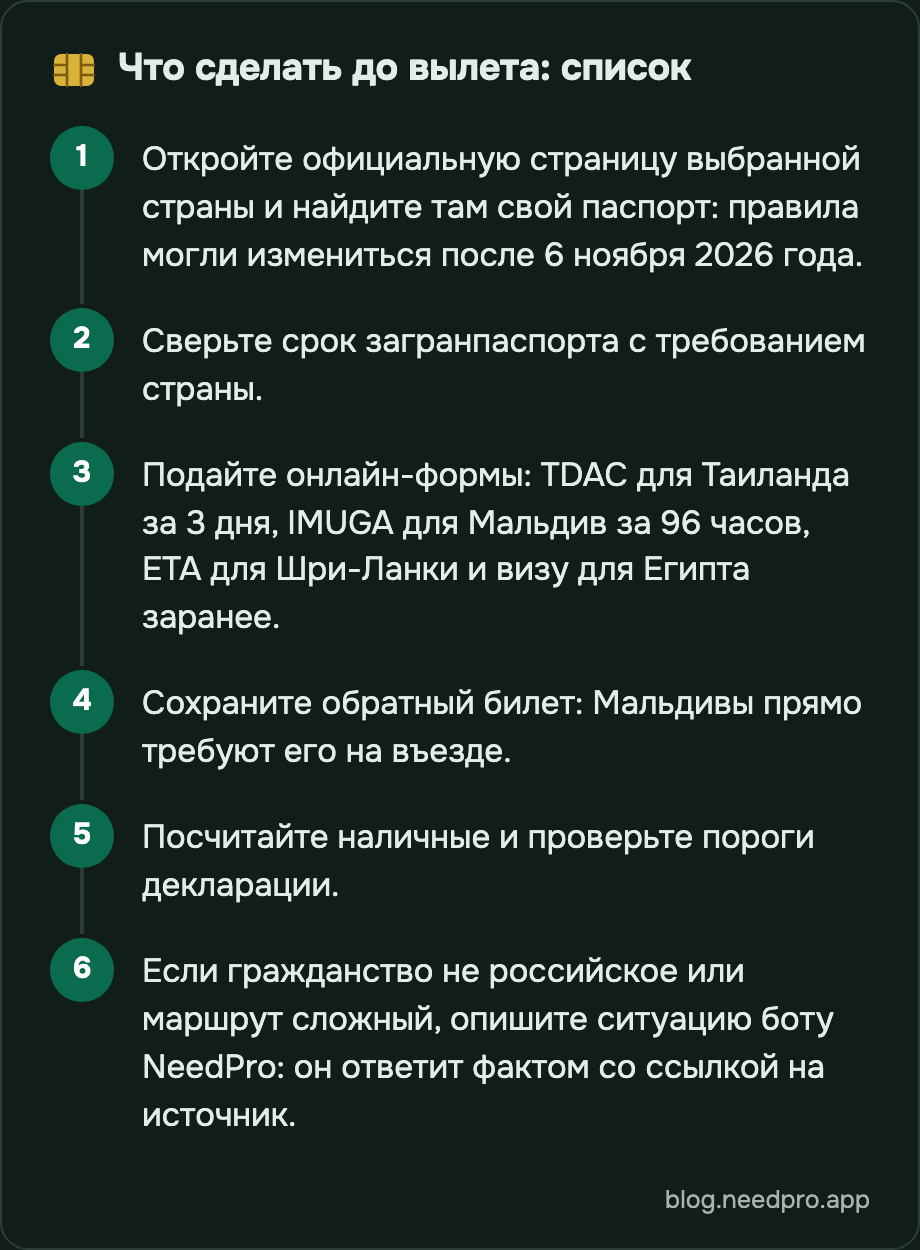 Что сделать до вылета: список
1
Откройте официальную страницу выбранной
страны и найдите там свой паспорт: правила
могли измениться после 6 ноября 2026 года.
2
Сверьте срок загранпаспорта с требованием
страны.
3
Подайте онлайн-формы: TDAC для Таиланда
за 3 дня, IMUGA для Мальдив за 96 часов,
ETA для Шри-Ланки и визу для Египта
заранее.
4
Сохраните обратный билет: Мальдивы прямо
требуют его на въезде.
5
Посчитайте наличные и проверьте пороги
декларации.
6
Если гражданство не российское или
маршрут сложный, опишите ситуацию боту
NeedPro: он ответит фактом со ссылкой на
источник.
blog.needpro.app